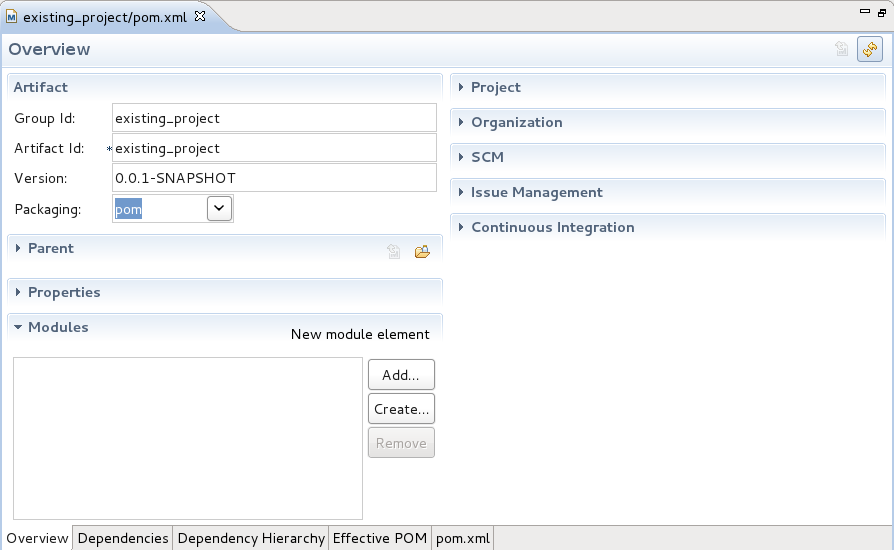 existing_project/pom.xml
Overview
Artifact
Group Id: existing_project
Artifact Id: *existing_project
Version: 0.0.1-SNAPSHOT
Packaging: pom
Parent
Properties
Modules
New module element
Add...
Create...
Remove
Project
Organization
SCM
Issue Management
Continuous Integration
Overview Dependencies Dependency Hierarchy Effective POM pom.xml